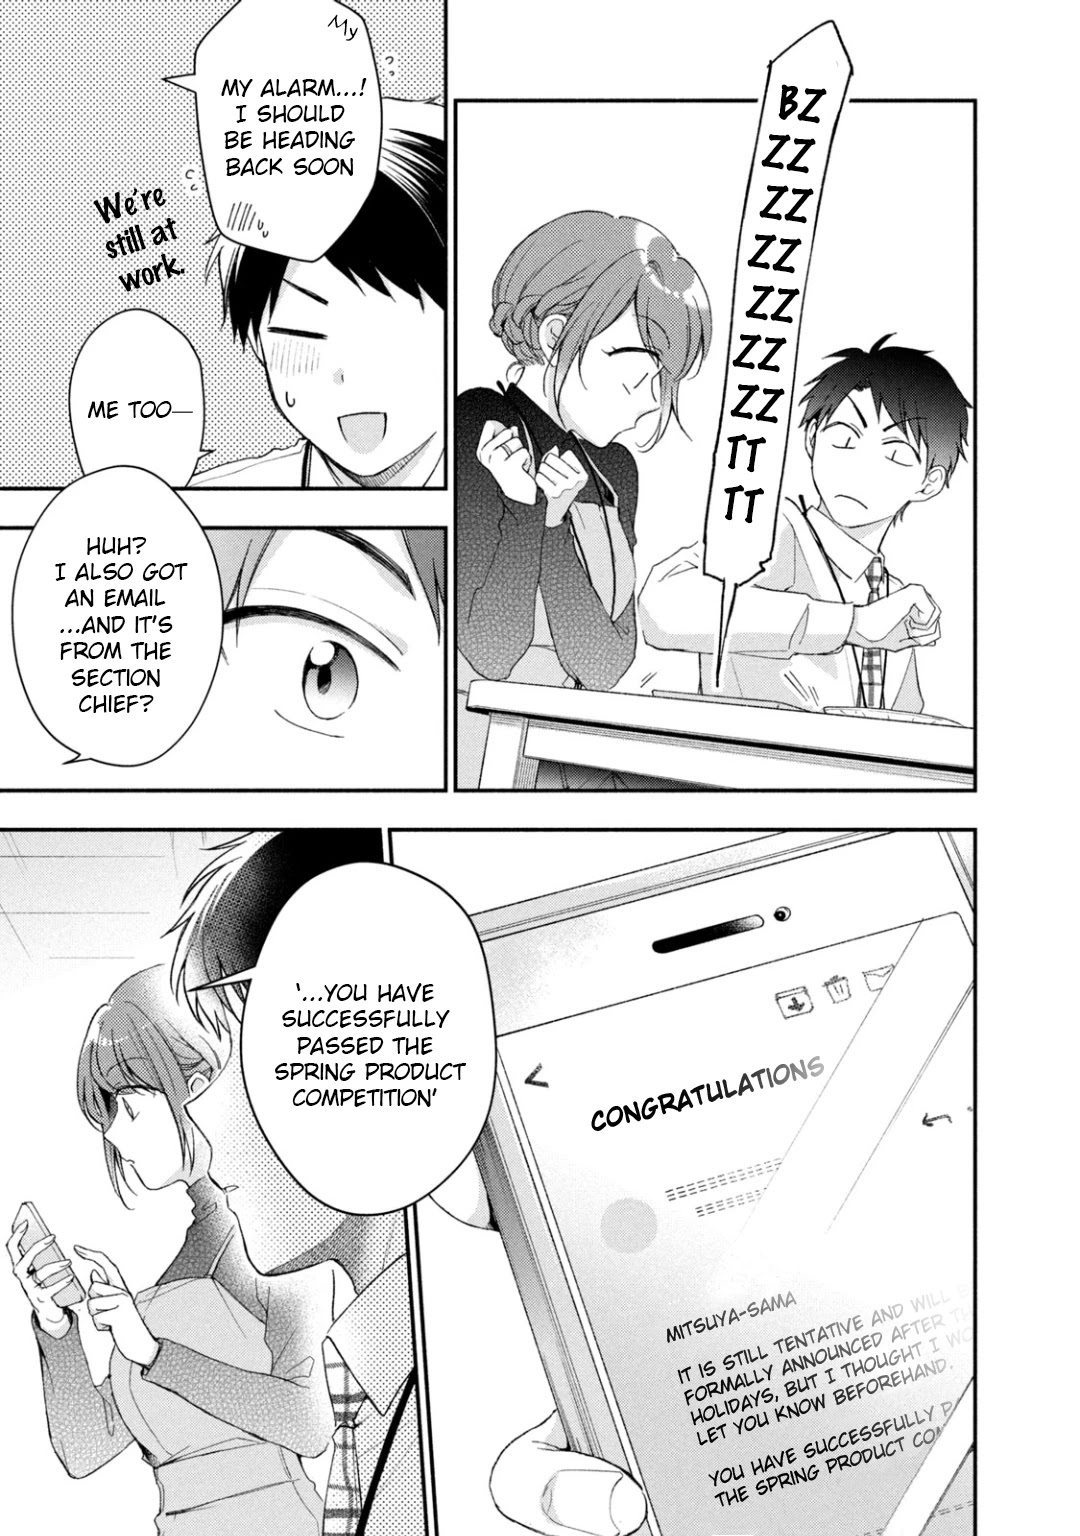 BZ
ZZ
ZZ
ZZ
ZZ
ZZ
ZZ
TT
TT
My
MY ALARM...!
I SHOULD
BE HEADING
BACK SOON
We're
still at
work.
ME TOO—
HUH?
I ALSO GOT
AN EMAIL
...AND IT'S
FROM THE
SECTION
CHIEF?
CONGRATULATIONS
MITSUYA-SAMA
IT IS STILL TENTATIVE AND WILL
FORMALLY ANNOUNCED AFTER
HOLIDAYS, BUT I THOUGHT I
LET YOU KNOW BEFOREHAND.
YOU HAVE SUCCESSFULLY
THE SPRING PRODUCT
'...YOU HAVE
SUCCESSFULLY
PASSED THE
SPRING PRODUCT
COMPETITION'